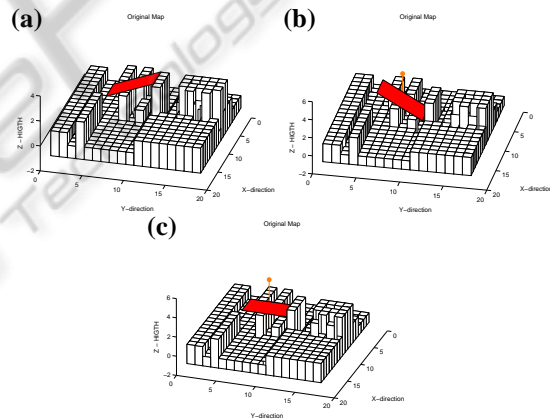 (a)
Original Map
4
2
0
−2
Z − HIGTH
0
5
10
15
20
Y−direction
0
5
10
15
20
X−direction
(b)
Original Map
6
4
2
0
−2
Z − HIGTH
0
5
10
15
20
Y−direction
0
5
10
15
20
X−direction
(c)
Original Map
6
4
2
0
−2
Z − HIGTH
0
5
10
15
20
Y−direction
0
5
10
15
20
X−direction
Technology